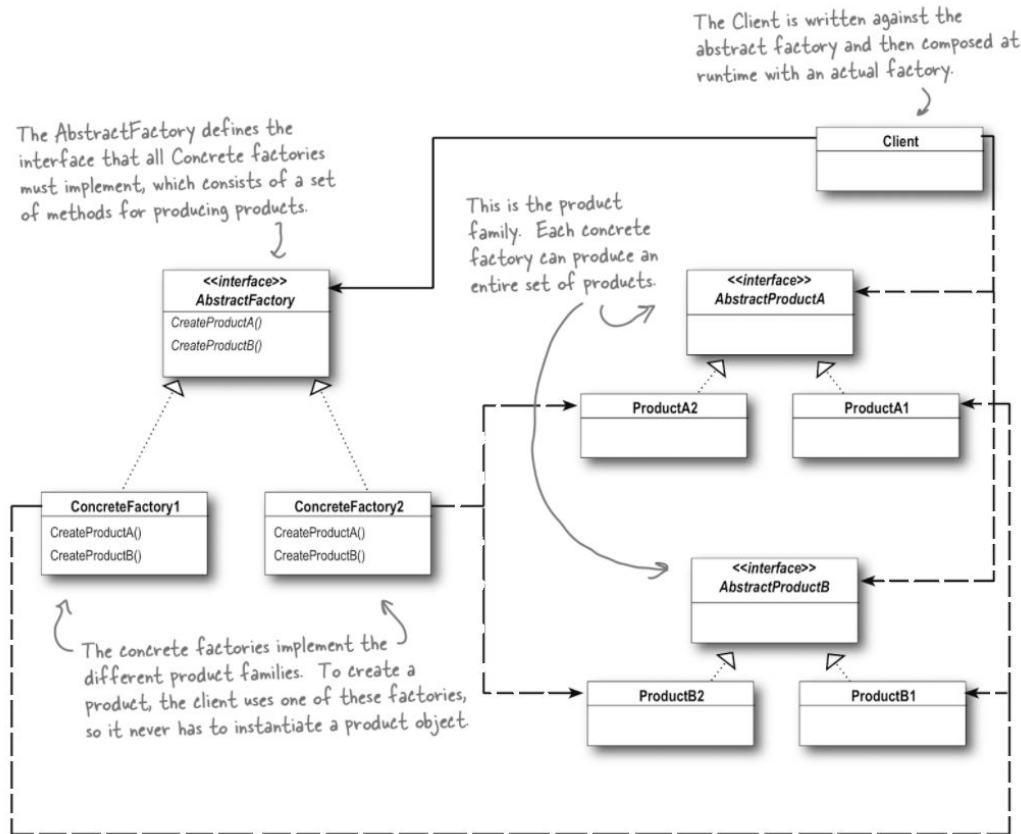 The Client is written against the
abstract factory and then composed at
runtime with an actual factory.
Client
The AbstractFactory defines the
interface that all Concrete factories
must implement, which consists of a set
of methods for producing products.
This is the product
family. Each concrete
factory can produce an
entire set of products.
<<interface>>
AbstractFactory
CreateProductA()
CreateProductB()
<<interface>>
AbstractProductA
ProductA2
ProductA1
ConcreteFactory1
CreateProductA()
CreateProductB()
ConcreteFactory2
CreateProductA()
CreateProductB()
<<interface>>
AbstractProductB
ProductB2
ProductB1
The concrete factories implement the
different product families. To create a
product, the client uses one of these factories,
so it never has to instantiate a product object.